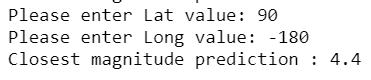 Please enter Lat value: 90
Please enter Long value: -180
Closest magnitude prediction : 4.4